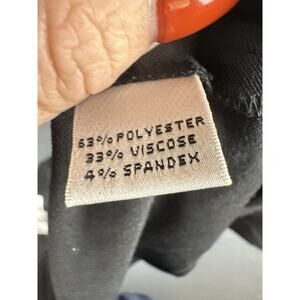 63% POLYESTER
33% VISCOSE
4% SPANDEX